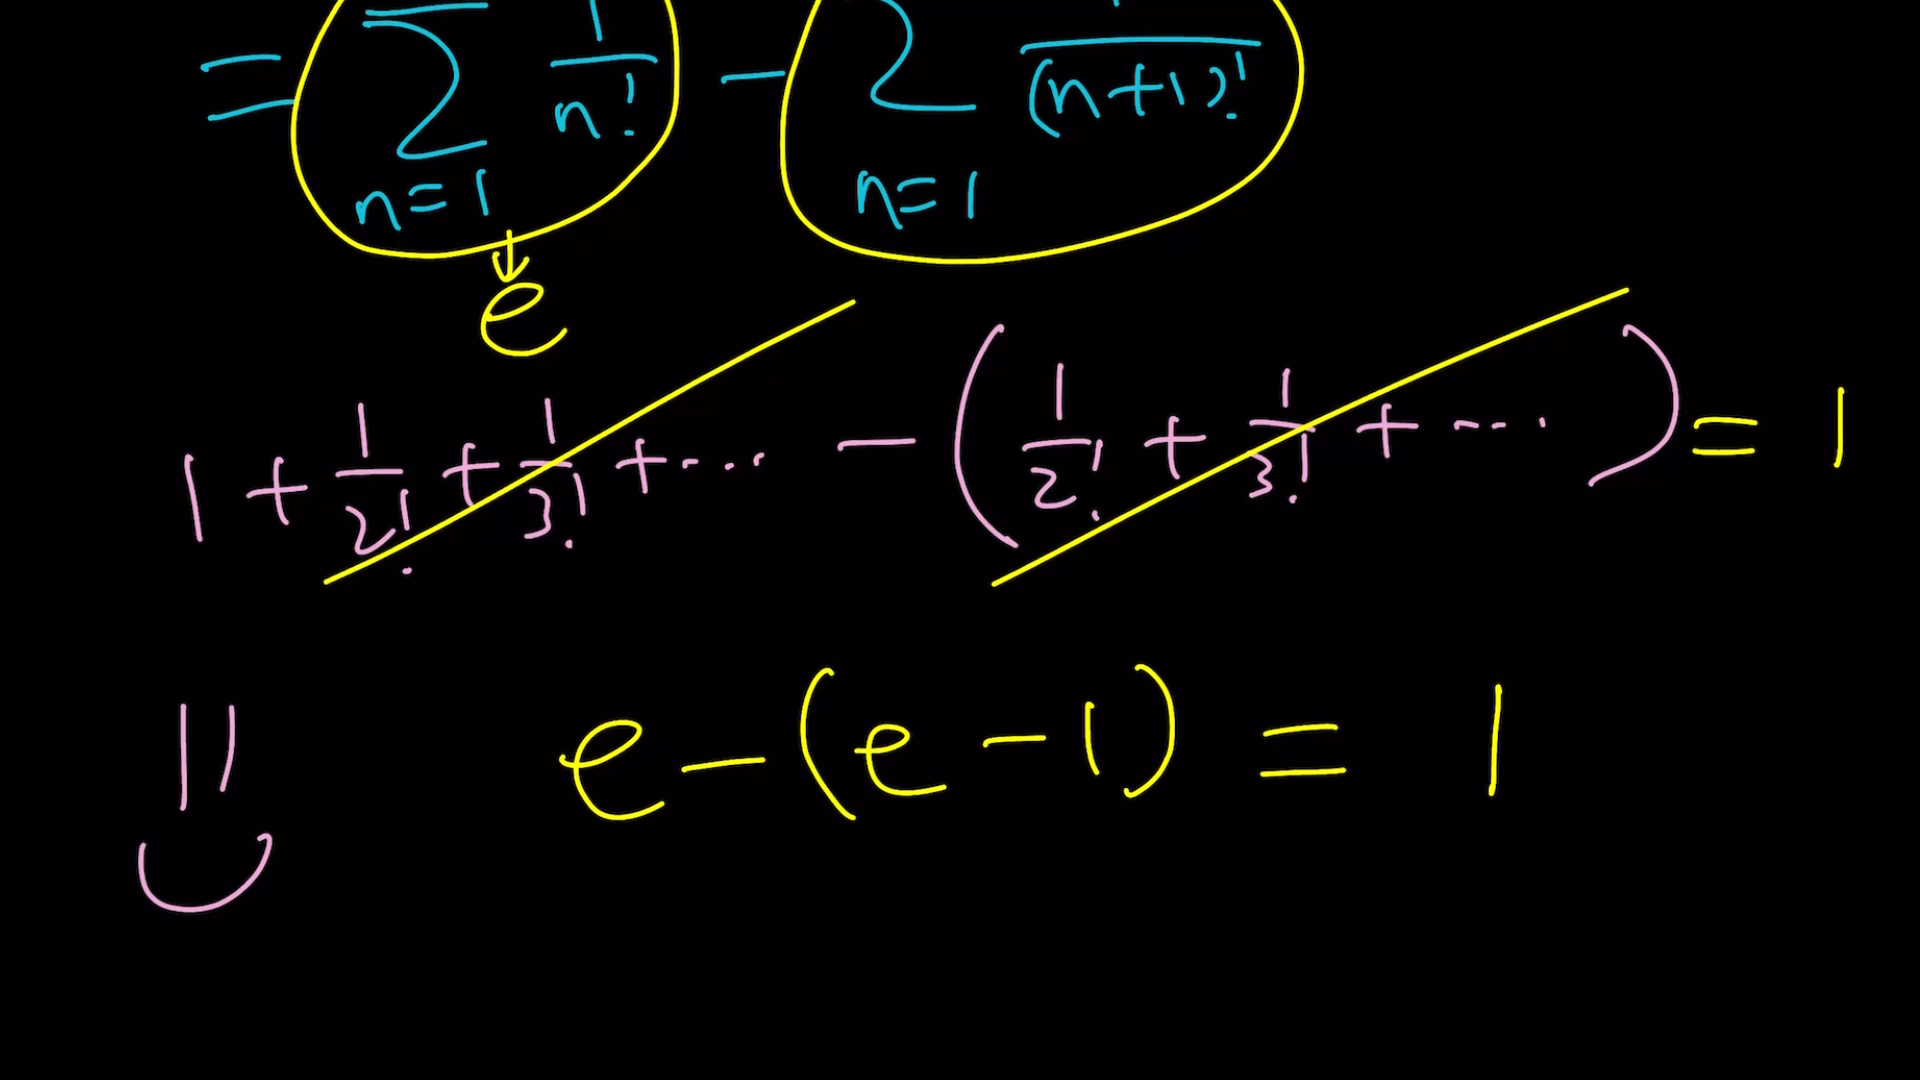 = ∑ 1/n! − ∑ 1/(n+1)!
n=1 n=1
e
1 + 1/2! + 1/3! + ... − (1/2! + 1/3! + ...) = 1
e − (e − 1) = 1